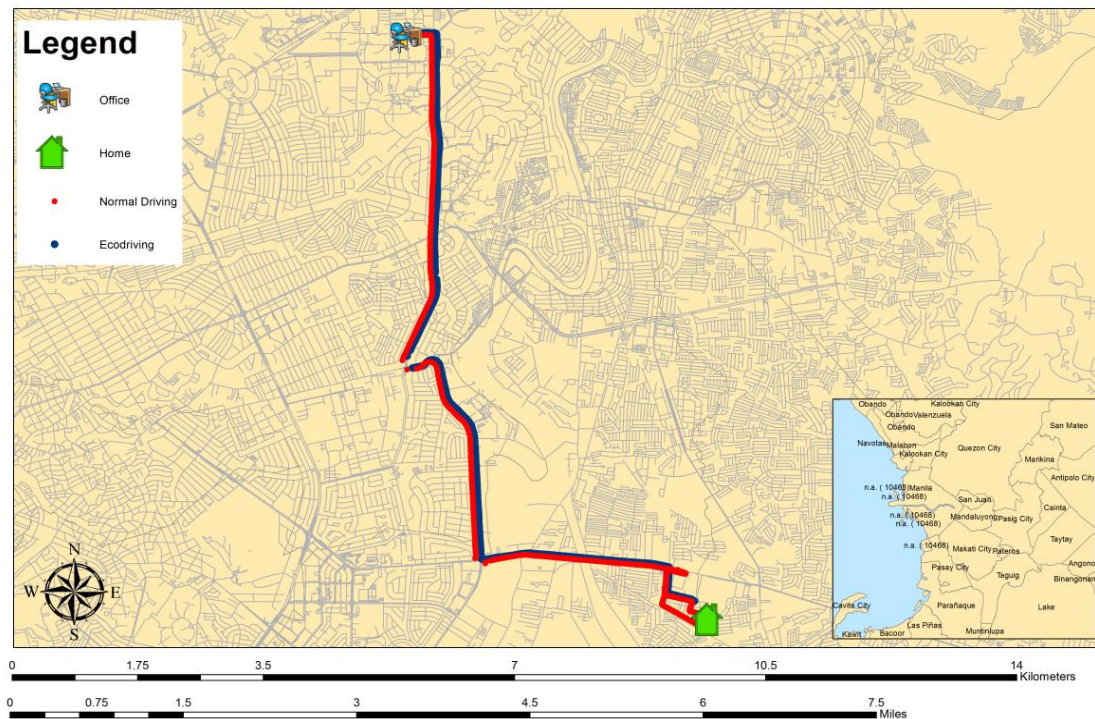 Legend
Office
Home
Normal Driving
Ecodriving
N
W E
S
Obando
Kalookan City
Obando
Valenzuela
Obando
San Mateo
Navotas
Malabon
Quezon City
Kalookan City
Marikina
Antipolo City
n.a. ( 10468)
Manila
n.a. ( 10468)
San Juan
Cainta
n.a. ( 10468)
Mandaluyong
Pasig City
n.a. ( 10468)
Taytay
n.a. ( 10468)
Makati City
Pateros
Angono
Pasay City
Taguig
Binangonan
Cavite City
Parañaque
Lake
Las Piñas
Kawit
Bacoor
Muntinlupa
0 1.75 3.5 7 10.5 14
Kilometers
0 0.75 1.5 3 4.5 6 7.5
Miles